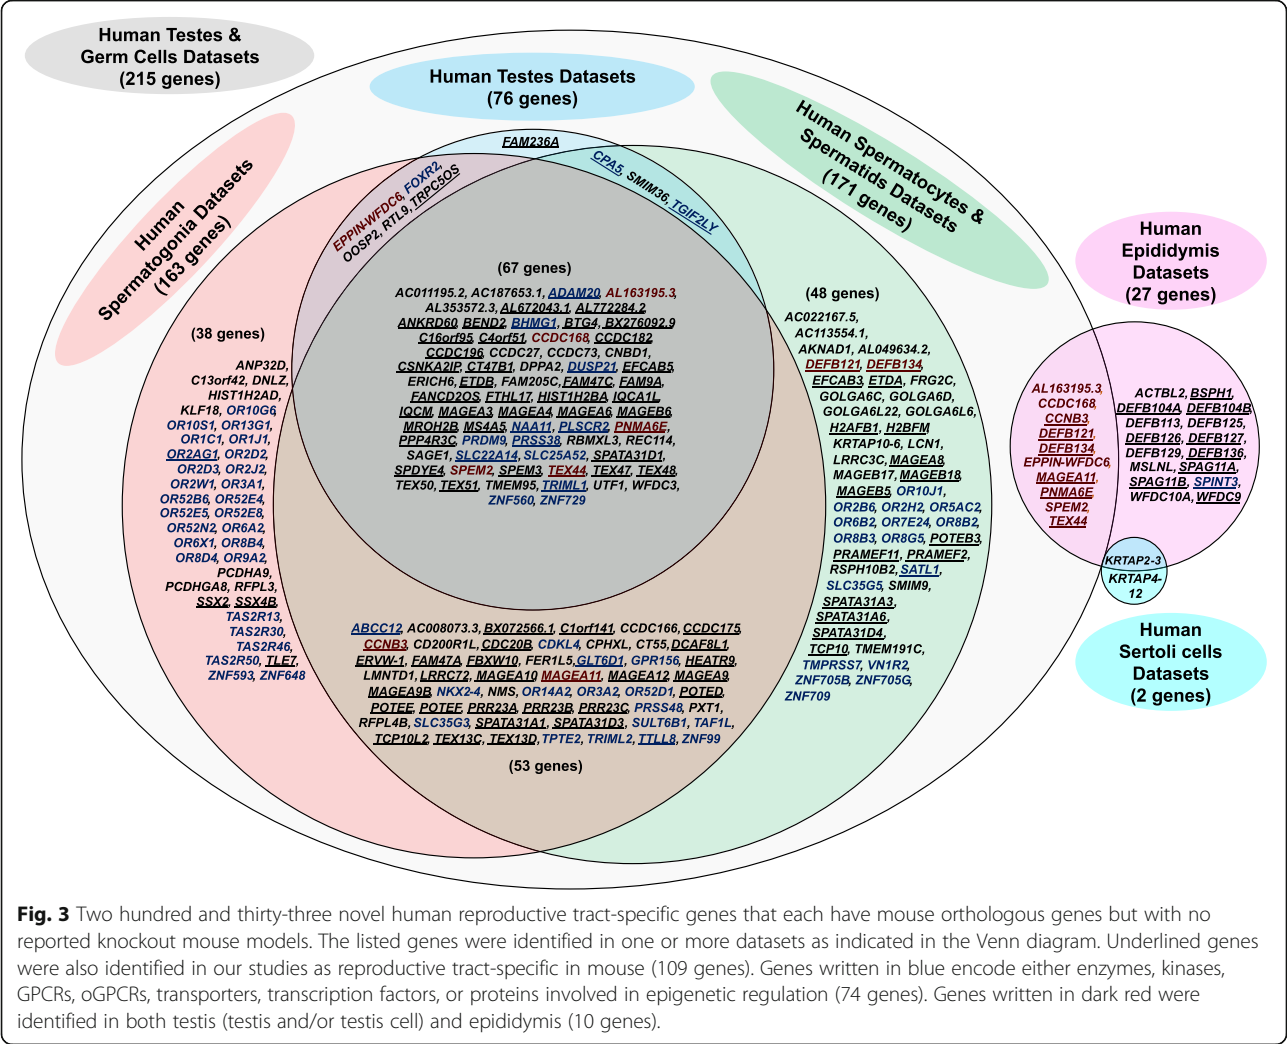 Human Testes &
Germ Cells Datasets
(215 genes)
Human Testes Datasets
(76 genes)
Human Spermatocytes &
Spermatids Datasets
(171 genes)
Human
Spermatogonia Datasets
(163 genes)
Human
Epididymis
Datasets
(27 genes)
Human
Sertoli cells
Datasets
(2 genes)
FAM236A
EPPIN-WFDC6, FOXR2,
OOSP2, RTL9, TRPC5OS
CPA5, SMIM36, TGIF2LY
(67 genes)
AC011195.2, AC187653.1, ADAM20, AL163195.3,
AL353572.3, AL672043.1, AL772284.2,
ANKRD60, BEND2, BHMG1, BTG4, BX276092.9,
C16orf95, C4orf51, CCDC168, CCDC182,
CCDC196, CCDC27, CCDC73, CNBD1,
CSNKA2IP, CT47B1, DPPA2, DUSP21, EFCAB5,
ERICH6, ETDB, FAM205C, FAM47C, FAM9A,
FANCD2OS, FTHL17, HIST1H2BA, IQCA1L,
IQCM, MAGEA3, MAGEA4, MAGEA6, MAGEB6,
MROH2B, MS4A5, NAA11, PLSCR2, PNMA6E,
PPP4R3C, PRDM9, PRSS38, RBMXL3, REC114,
SAGE1, SLC22A14, SLC25A52, SPATA31D1,
SPDYE4, SPEM2, SPEM3, TEX44, TEX47, TEX48,
TEX50, TEX51, TMEM95, TRIML1, UTF1, WFDC3,
ZNF560, ZNF729
(38 genes)
ANP32D,
C13orf42, DNLZ,
HIST1H2AD,
KLF18, OR10G6,
OR10S1, OR13G1,
OR1C1, OR1J1,
OR2AG1, OR2D2,
OR2D3, OR2J2,
OR2W1, OR3A1,
OR52B6, OR52E4,
OR52E5, OR52E8,
OR52N2, OR6A2,
OR6X1, OR8B4,
OR8D4, OR9A2,
PCDHA9,
PCDHGA8, RFPL3,
SSX2, SSX4B,
TAS2R13,
TAS2R30,
TAS2R46,
TAS2R50, TLE7,
ZNF593, ZNF648
(48 genes)
AC022167.5,
AC113554.1,
AKNAD1, AL049634.2,
DEFB121, DEFB134,
EFCAB3, ETDA, FRG2C,
GOLGA6C, GOLGA6D,
GOLGA6L22, GOLGA6L6,
H2AFB1, H2BFM
KRTAP10-6, LCN1,
LRRC3C, MAGEA8,
MAGEB17, MAGEB18,
MAGEB5, OR10J1,
OR2B6, OR2H2, OR5AC2,
OR6B2, OR7E24, OR8B2,
OR8B3, OR8G5, POTEB3,
PRAMEF11, PRAMEF2,
RSPH10B2, SATL1,
SLC35G5, SMIM9,
SPATA31A3,
SPATA31A6,
SPATA31D4,
TCP10, TMEM191C,
TMPRSS7, VN1R2,
ZNF705B, ZNF705G,
ZNF709
ABCC12, AC008073.3, BX072566.1, C1orf141, CCDC166, CCDC175,
CCNB3, CD200R1L, CDC20B, CDKL4, CPHXL, CT55, DCAF8L1,
ERVW-1, FAM47A, FBXW10, FER1L5, GLT6D1, GPR156, HEATR9,
LMNTD1, LRRC72, MAGEA10, MAGEA11, MAGEA12, MAGEA9,
MAGEA9B, NKX2-4, NMS, OR14A2, OR3A2, OR52D1, POTED,
POTEE, POTEF, PRR23A, PRR23B, PRR23C, PRSS48, PXT1,
RFPL4B, SLC35G3, SPATA31A1, SPATA31D3, SULT6B1, TAF1L,
TCP10L2, TEX13C, TEX13D, TPTE2, TRIML2, TTLL8, ZNF99
(53 genes)
AL163195.3,
CCDC168,
CCNB3,
DEFB121,
DEFB134,
EPPIN-WFDC6,
MAGEA11,
PNMA6E,
SPEM2,
TEX44
ACTBL2, BSPH1,
DEFB104A, DEFB104B,
DEFB113, DEFB125,
DEFB126, DEFB127,
DEFB129, DEFB136,
MSLNL, SPAG11A,
SPAG11B, SPINT3,
WFDC10A, WFDC9
KRTAP2-3
KRTAP4-
12
Fig. 3 Two hundred and thirty-three novel human reproductive tract-specific genes that each have mouse orthologous genes but with no
reported knockout mouse models. The listed genes were identified in one or more datasets as indicated in the Venn diagram. Underlined genes
were also identified in our studies as reproductive tract-specific in mouse (109 genes). Genes written in blue encode either enzymes, kinases,
GPCRs, oGPCRs, transporters, transcription factors, or proteins involved in epigenetic regulation (74 genes). Genes written in dark red were
identified in both testis (testis and/or testis cell) and epididymis (10 genes).